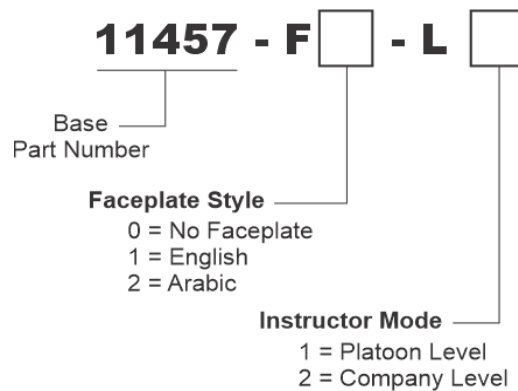 11457 - F - L
Base
Part Number
Faceplate Style
0 = No Faceplate
1 = English
2 = Arabic
Instructor Mode
1 = Platoon Level
2 = Company Level